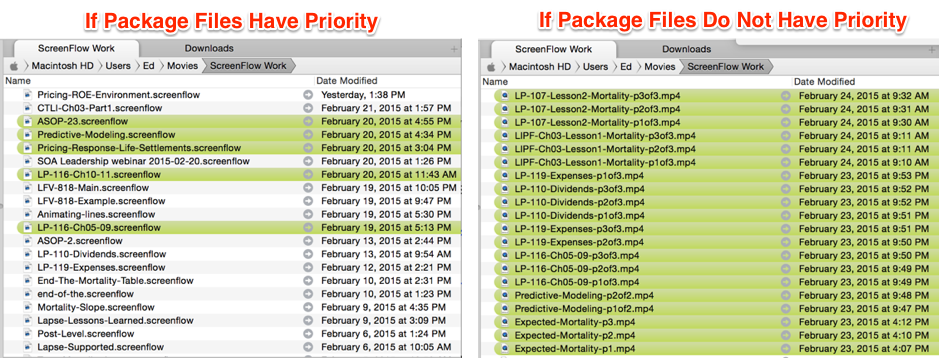 If Package Files Have Priority
ScreenFlow Work Downloads
Macintosh HD Users Ed Movies ScreenFlow Work
Name Date Modified
Pricing-ROE-Environment.screenflow Yesterday, 1:38 PM
CTLI-Ch03-Part1.screenflow February 21, 2015 at 1:57 PM
ASOP-23.screenflow February 20, 2015 at 4:55 PM
Predictive-Modeling.screenflow February 20, 2015 at 4:34 PM
Pricing-Response-Life-Settlements.screenflow February 20, 2015 at 3:04 PM
SOA Leadership webinar 2015-02-20.screenflow February 20, 2015 at 1:26 PM
LP-116-Ch10-11.screenflow February 20, 2015 at 11:43 AM
LFV-818-Main.screenflow February 19, 2015 at 10:05 PM
LFV-818-Example.screenflow February 19, 2015 at 9:47 PM
Animating-lines.screenflow February 19, 2015 at 5:30 PM
LP-116-Ch05-09.screenflow February 19, 2015 at 5:13 PM
ASOP-2.screenflow February 13, 2015 at 2:44 PM
LP-110-Dividends.screenflow February 13, 2015 at 9:54 AM
LP-119-Expenses.screenflow February 12, 2015 at 2:21 PM
End-The-Mortality-Table.screenflow February 10, 2015 at 2:31 PM
end-of-the.screenflow February 10, 2015 at 1:23 PM
Mortality-Slope.screenflow February 9, 2015 at 4:35 PM
Lapse-Lessons-Learned.screenflow February 9, 2015 at 3:09 PM
Post-Level.screenflow February 6, 2015 at 1:24 PM
Lapse-Supported.screenflow February 6, 2015 at 10:05 AM
If Package Files Do Not Have Priority
ScreenFlow Work Downloads
Macintosh HD Users Ed Movies ScreenFlow Work
Name Date Modified
LP-107-Lesson2-Mortality-p3of3.mp4 February 24, 2015 at 9:32 AM
LP-107-Lesson2-Mortality-p2of3.mp4 February 24, 2015 at 9:31 AM
LP-107-Lesson2-Mortality-p1of3.mp4 February 24, 2015 at 9:30 AM
LIPF-Ch03-Lesson1-Mortality-p3of3.mp4 February 24, 2015 at 9:11 AM
LIPF-Ch03-Lesson1-Mortality-p2of3.mp4 February 24, 2015 at 9:11 AM
LIPF-Ch03-Lesson1-Mortality-p1of3.mp4 February 24, 2015 at 9:10 AM
LP-119-Expenses-p1of3.mp4 February 23, 2015 at 9:53 PM
LP-110-Dividends-p3of3.mp4 February 23, 2015 at 9:52 PM
LP-110-Dividends-p2of3.mp4 February 23, 2015 at 9:52 PM
LP-110-Dividends-p1of3.mp4 February 23, 2015 at 9:51 PM
LP-119-Expenses-p3of3.mp4 February 23, 2015 at 9:51 PM
LP-119-Expenses-p2of3.mp4 February 23, 2015 at 9:50 PM
LP-116-Ch05-09-p3of3.mp4 February 23, 2015 at 9:50 PM
LP-116-Ch05-09-p2of3.mp4 February 23, 2015 at 9:49 PM
LP-116-Ch05-09-p1of3.mp4 February 23, 2015 at 9:49 PM
Predictive-Modeling-p2of2.mp4 February 23, 2015 at 9:48 PM
Predictive-Modeling-p1of2.mp4 February 23, 2015 at 9:47 PM
Expected-Mortality-p3.mp4 February 23, 2015 at 4:12 PM
Expected-Mortality-p2.mp4 February 23, 2015 at 4:10 PM
Expected-Mortality-p1.mp4 February 23, 2015 at 4:07 PM